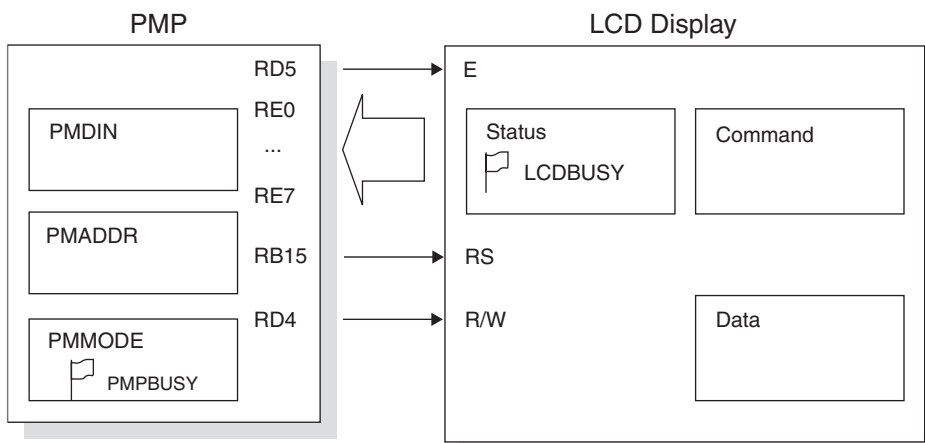 PMP
LCD Display
RD5
E
RE0
PMDIN
...
RE7
Status
LCDBUSY
Command
PMADDR
RB15
RS
RD4
R/W
PMMODE
PMPBUSY
Data